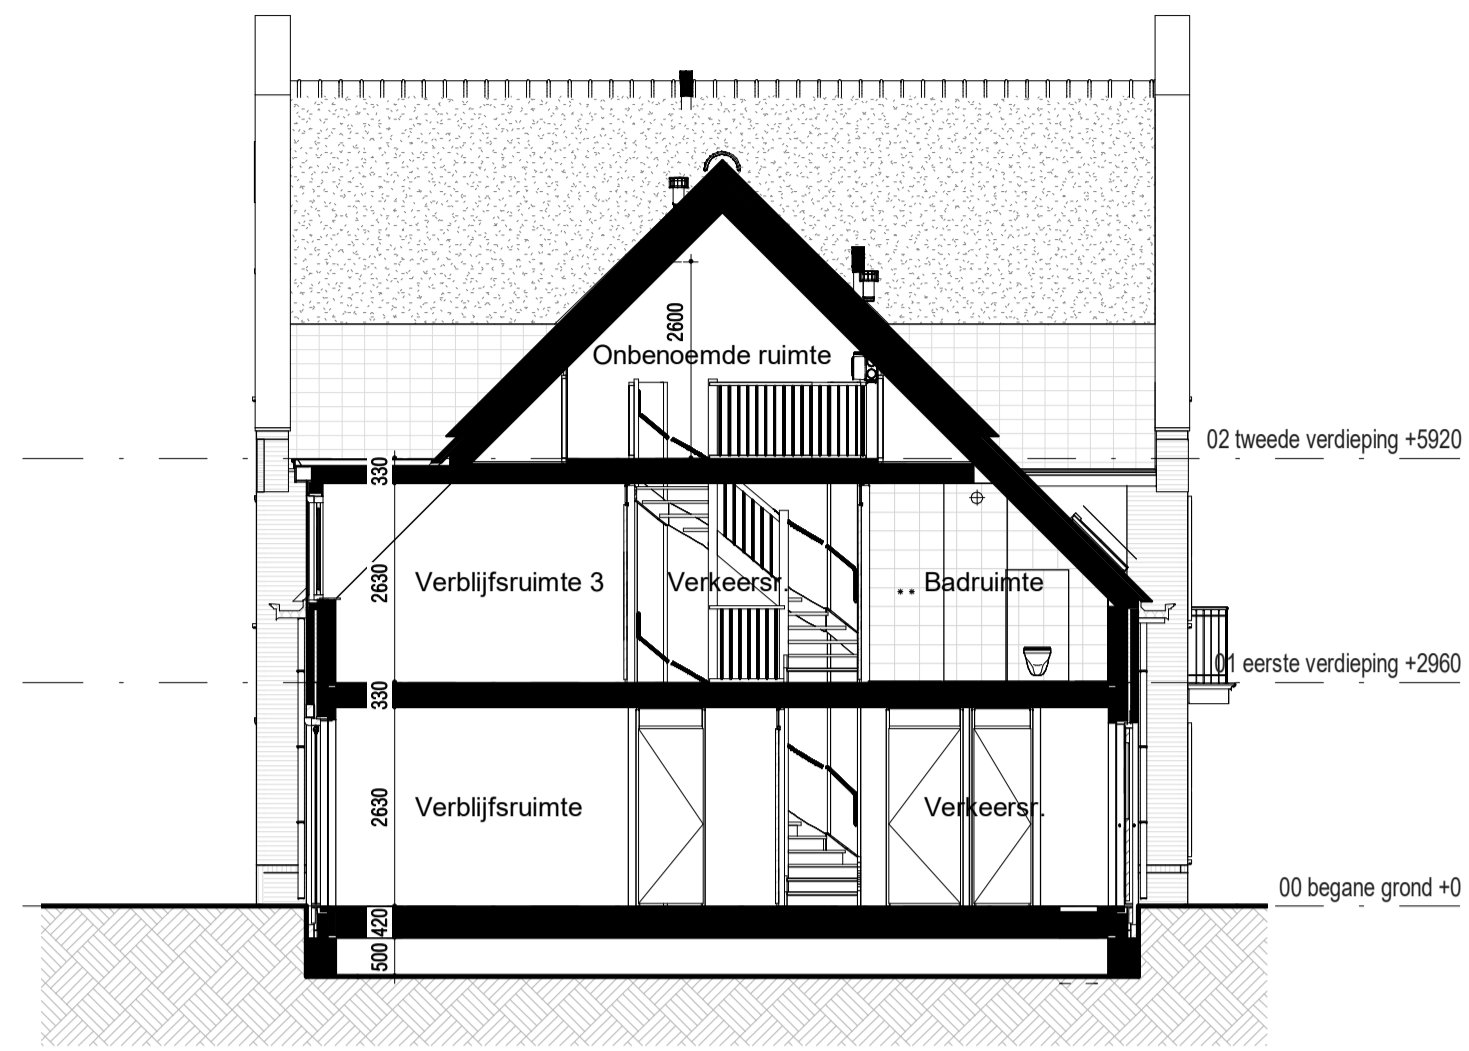 2600
Onbenoemde ruimte
02 tweede verdieping +5920
330
Verblijfsruimte 3
Verkeersr.
Badruimte
2630
01 eerste verdieping +2960
330
Verblijfsruimte
Verkeersr.
2630
00 begane grond +0
420
500